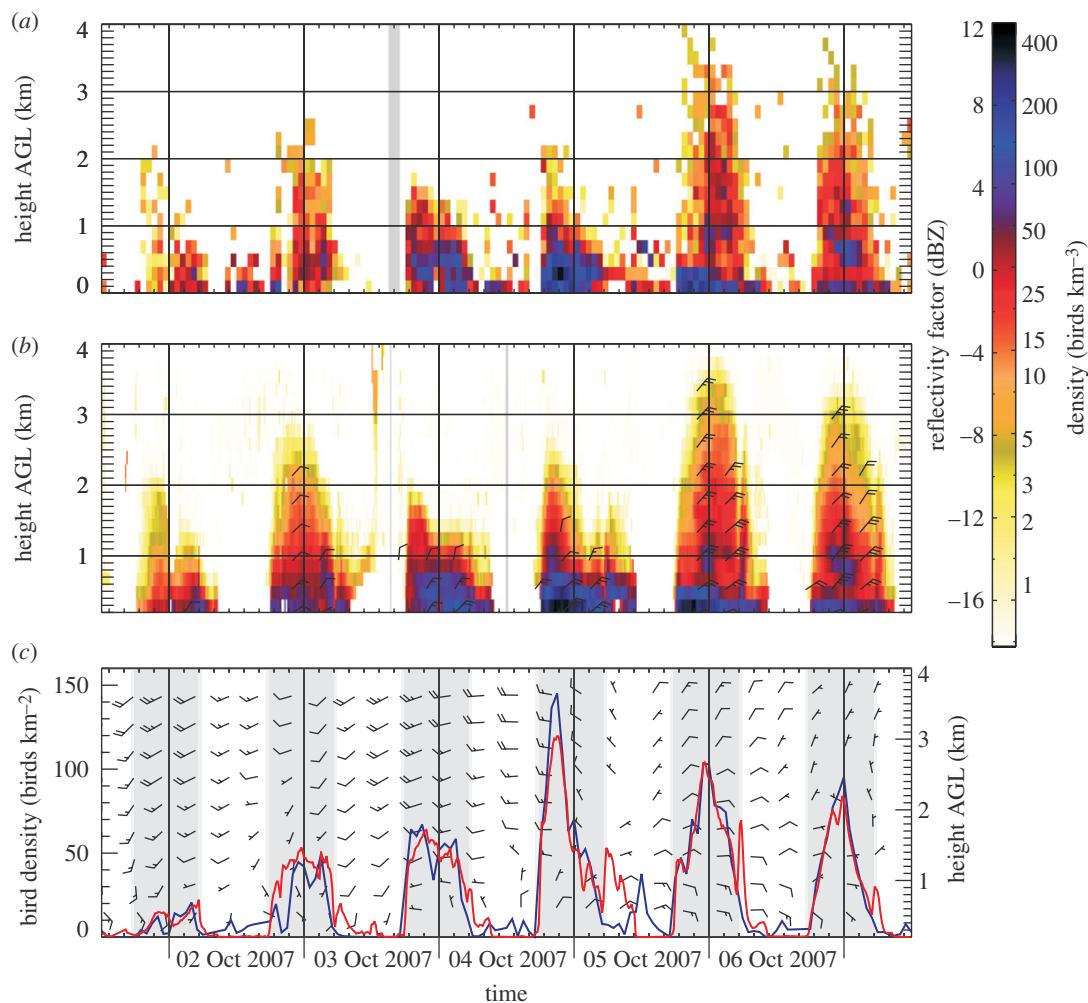 (a)
4
3
2
1
0
height AGL (km)
(b)
4
3
2
1
height AGL (km)
(c)
150
100
50
0
bird density (birds km−2)
4
3
2
1
height AGL (km)
02 Oct 2007
03 Oct 2007
04 Oct 2007
05 Oct 2007
06 Oct 2007
time
12
8
4
0
−4
−8
−12
−16
reflectivity factor (dBZ)
400
200
100
50
25
15
10
5
3
2
1
density (birds km−3)